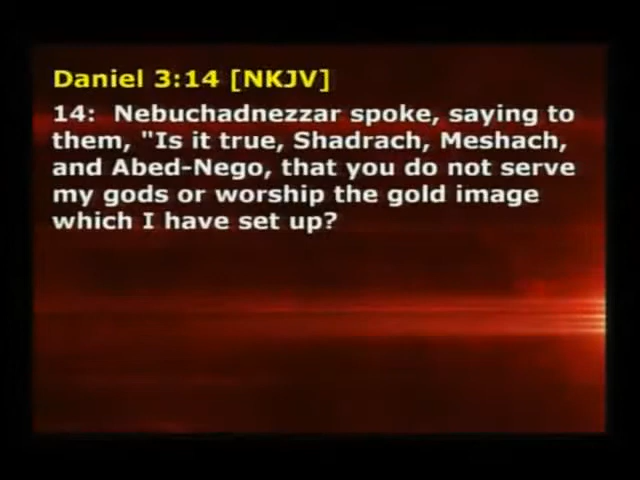 Daniel 3:14 [NKJV]
14:  Nebuchadnezzar spoke, saying to
them, "Is it true, Shadrach, Meshach,
and Abed-Nego, that you do not serve
my gods or worship the gold image
which I have set up?